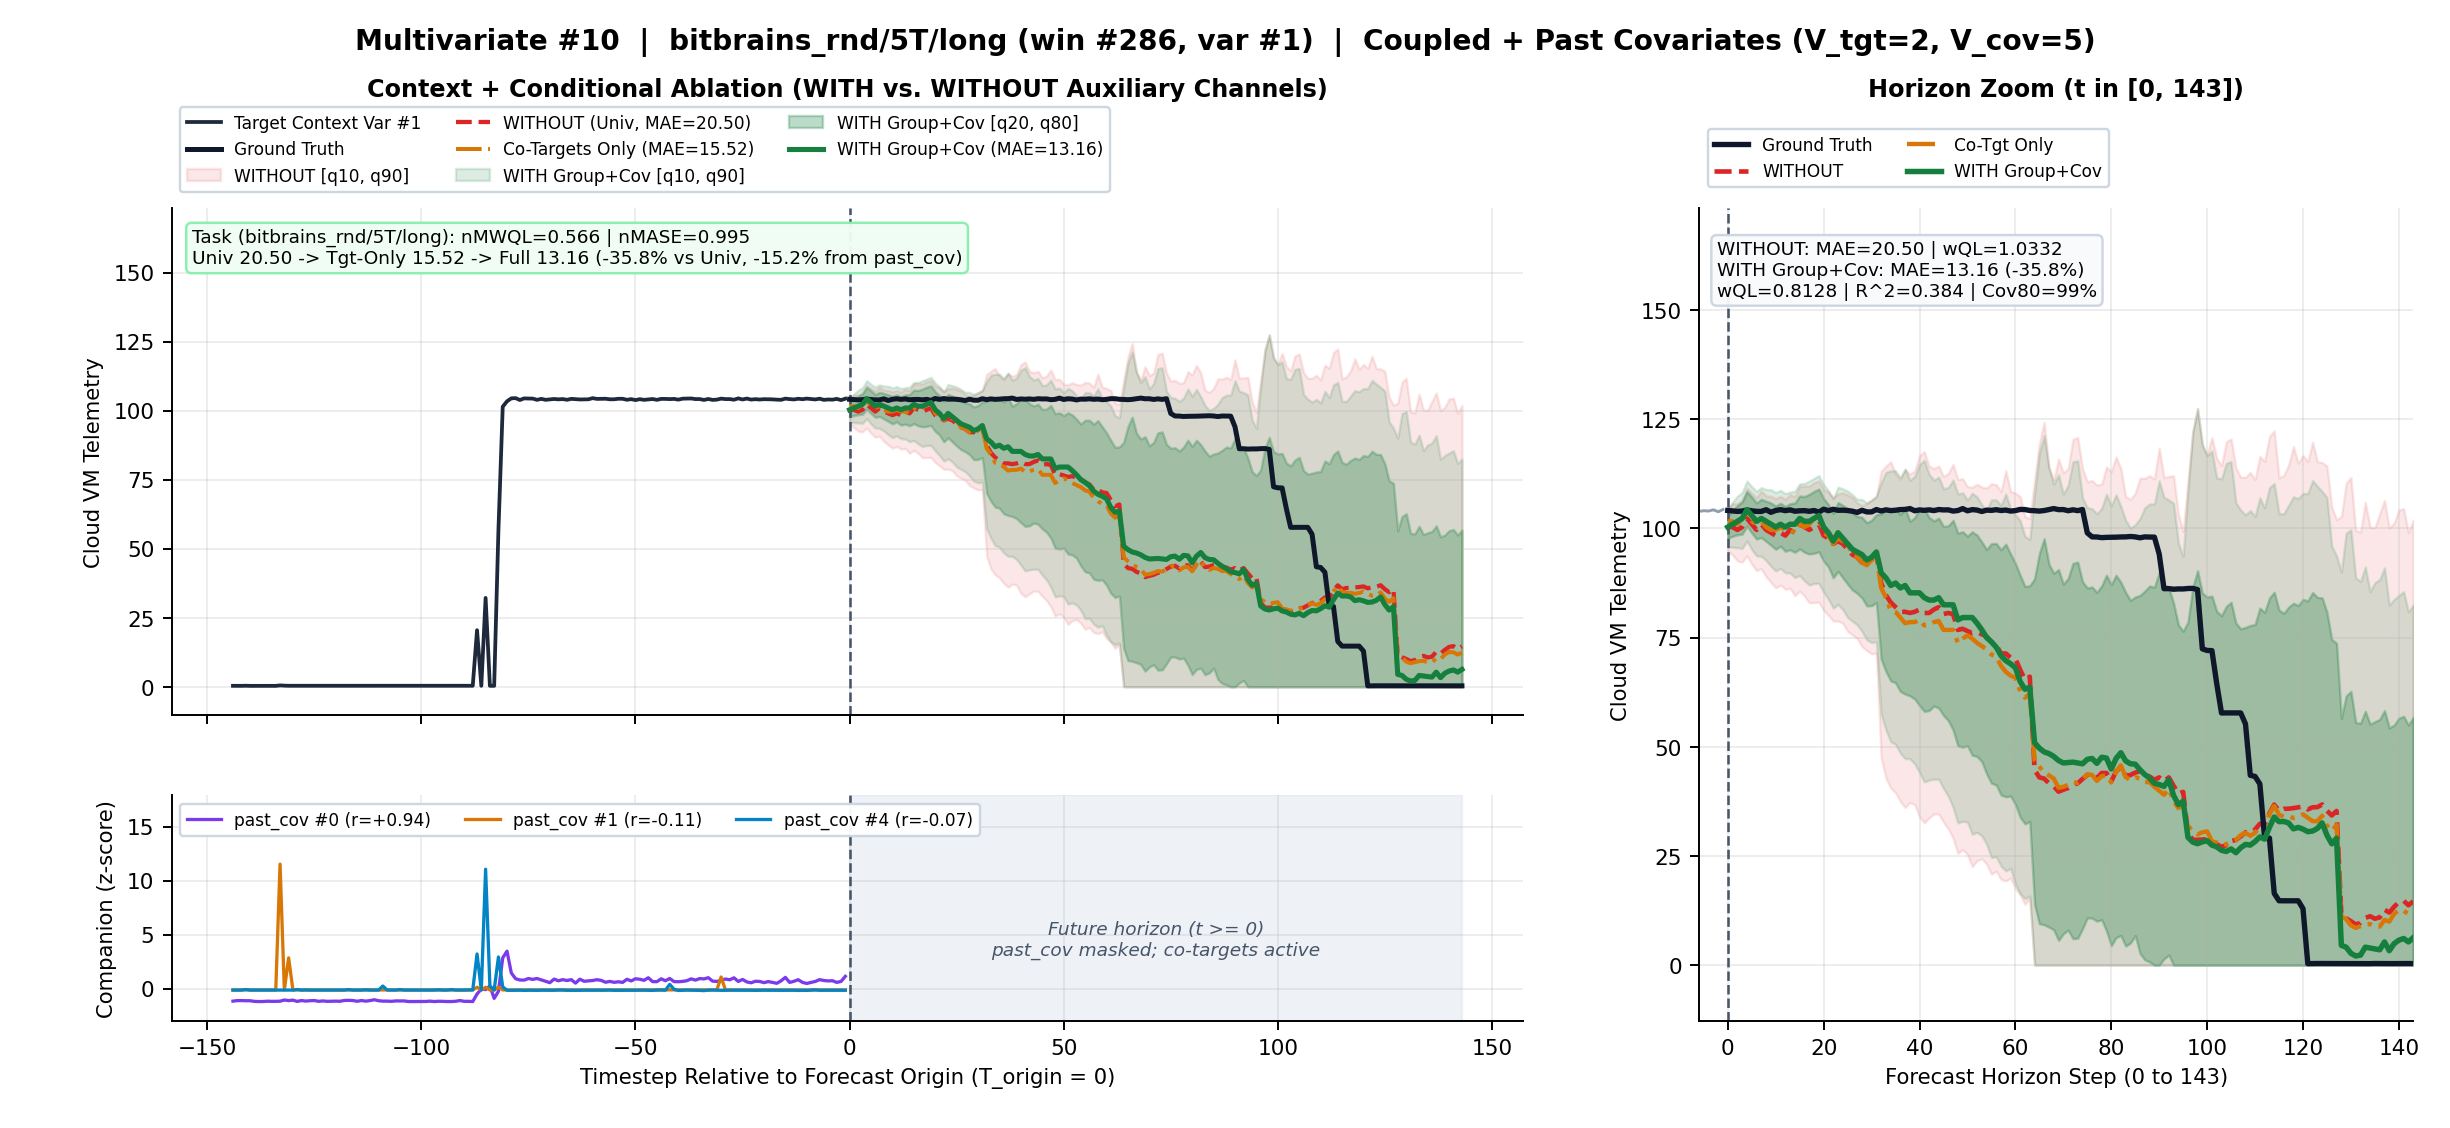 Multivariate #10 | bitbrains_rnd/5T/long (win #286, var #1) | Coupled + Past Covariates (V_tgt=2, V_cov=5)
Context + Conditional Ablation (WITH vs. WITHOUT Auxiliary Channels)
Target Context Var #1
Ground Truth
WITHOUT [q10, q90]
WITHOUT (Univ, MAE=20.50)
Co-Targets Only (MAE=15.52)
WITH Group+Cov [q10, q90]
WITH Group+Cov [q20, q80]
WITH Group+Cov (MAE=13.16)
Task (bitbrains_rnd/5T/long): nMWQL=0.566 | nMASE=0.995
Univ 20.50 -> Tgt-Only 15.52 -> Full 13.16 (-35.8% vs Univ, -15.2% from past_cov)
Cloud VM Telemetry
150
125
100
75
50
25
0
past_cov #0 (r=+0.94)
past_cov #1 (r=-0.11)
past_cov #4 (r=-0.07)
Companion (z-score)
15
10
5
0
Future horizon (t >= 0)
past_cov masked; co-targets active
−150
−100
−50
0
50
100
150
Timestep Relative to Forecast Origin (T_origin = 0)
Horizon Zoom (t in [0, 143])
Ground Truth
WITHOUT
Co-Tgt Only
WITH Group+Cov
WITHOUT: MAE=20.50 | wQL=1.0332
WITH Group+Cov: MAE=13.16 (-35.8%)
wQL=0.8128 | R^2=0.384 | Cov80=99%
Cloud VM Telemetry
150
125
100
75
50
25
0
0
20
40
60
80
100
120
140
Forecast Horizon Step (0 to 143)